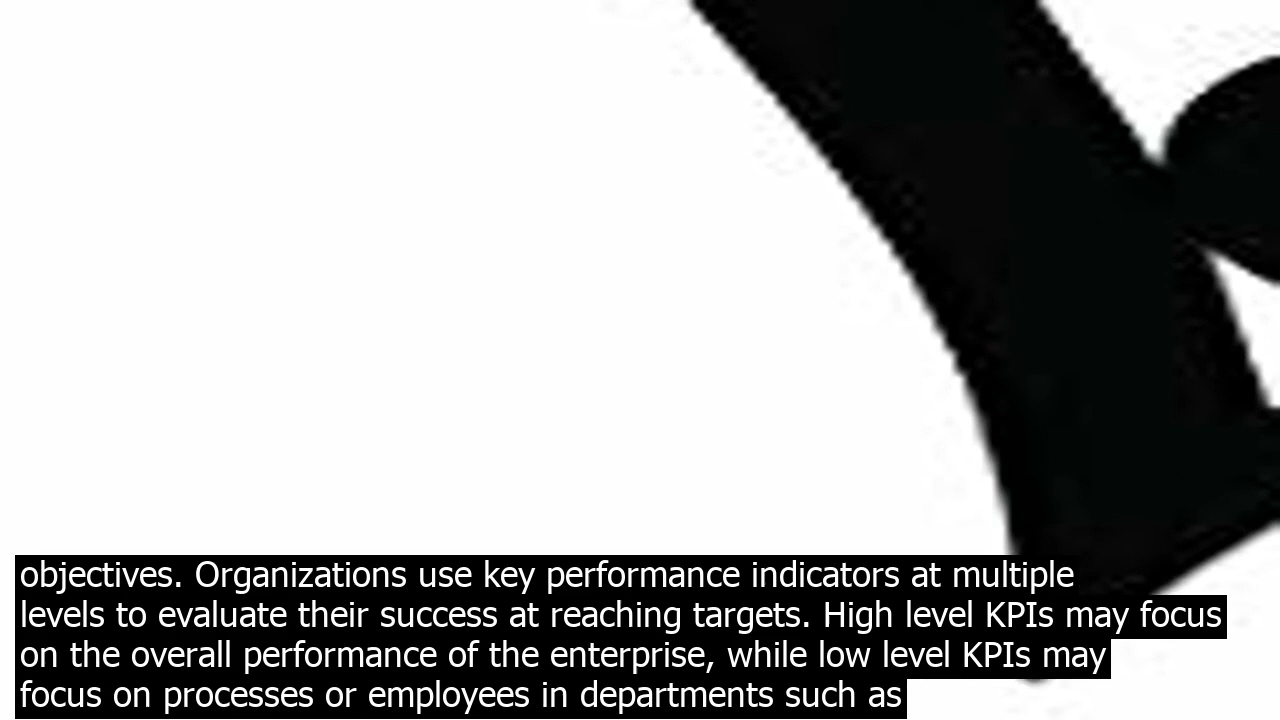 objectives. Organizations use key performance indicators at multiple
levels to evaluate their success at reaching targets. High level KPIs may focus
on the overall performance of the enterprise, while low level KPIs may
focus on processes or employees in departments such as